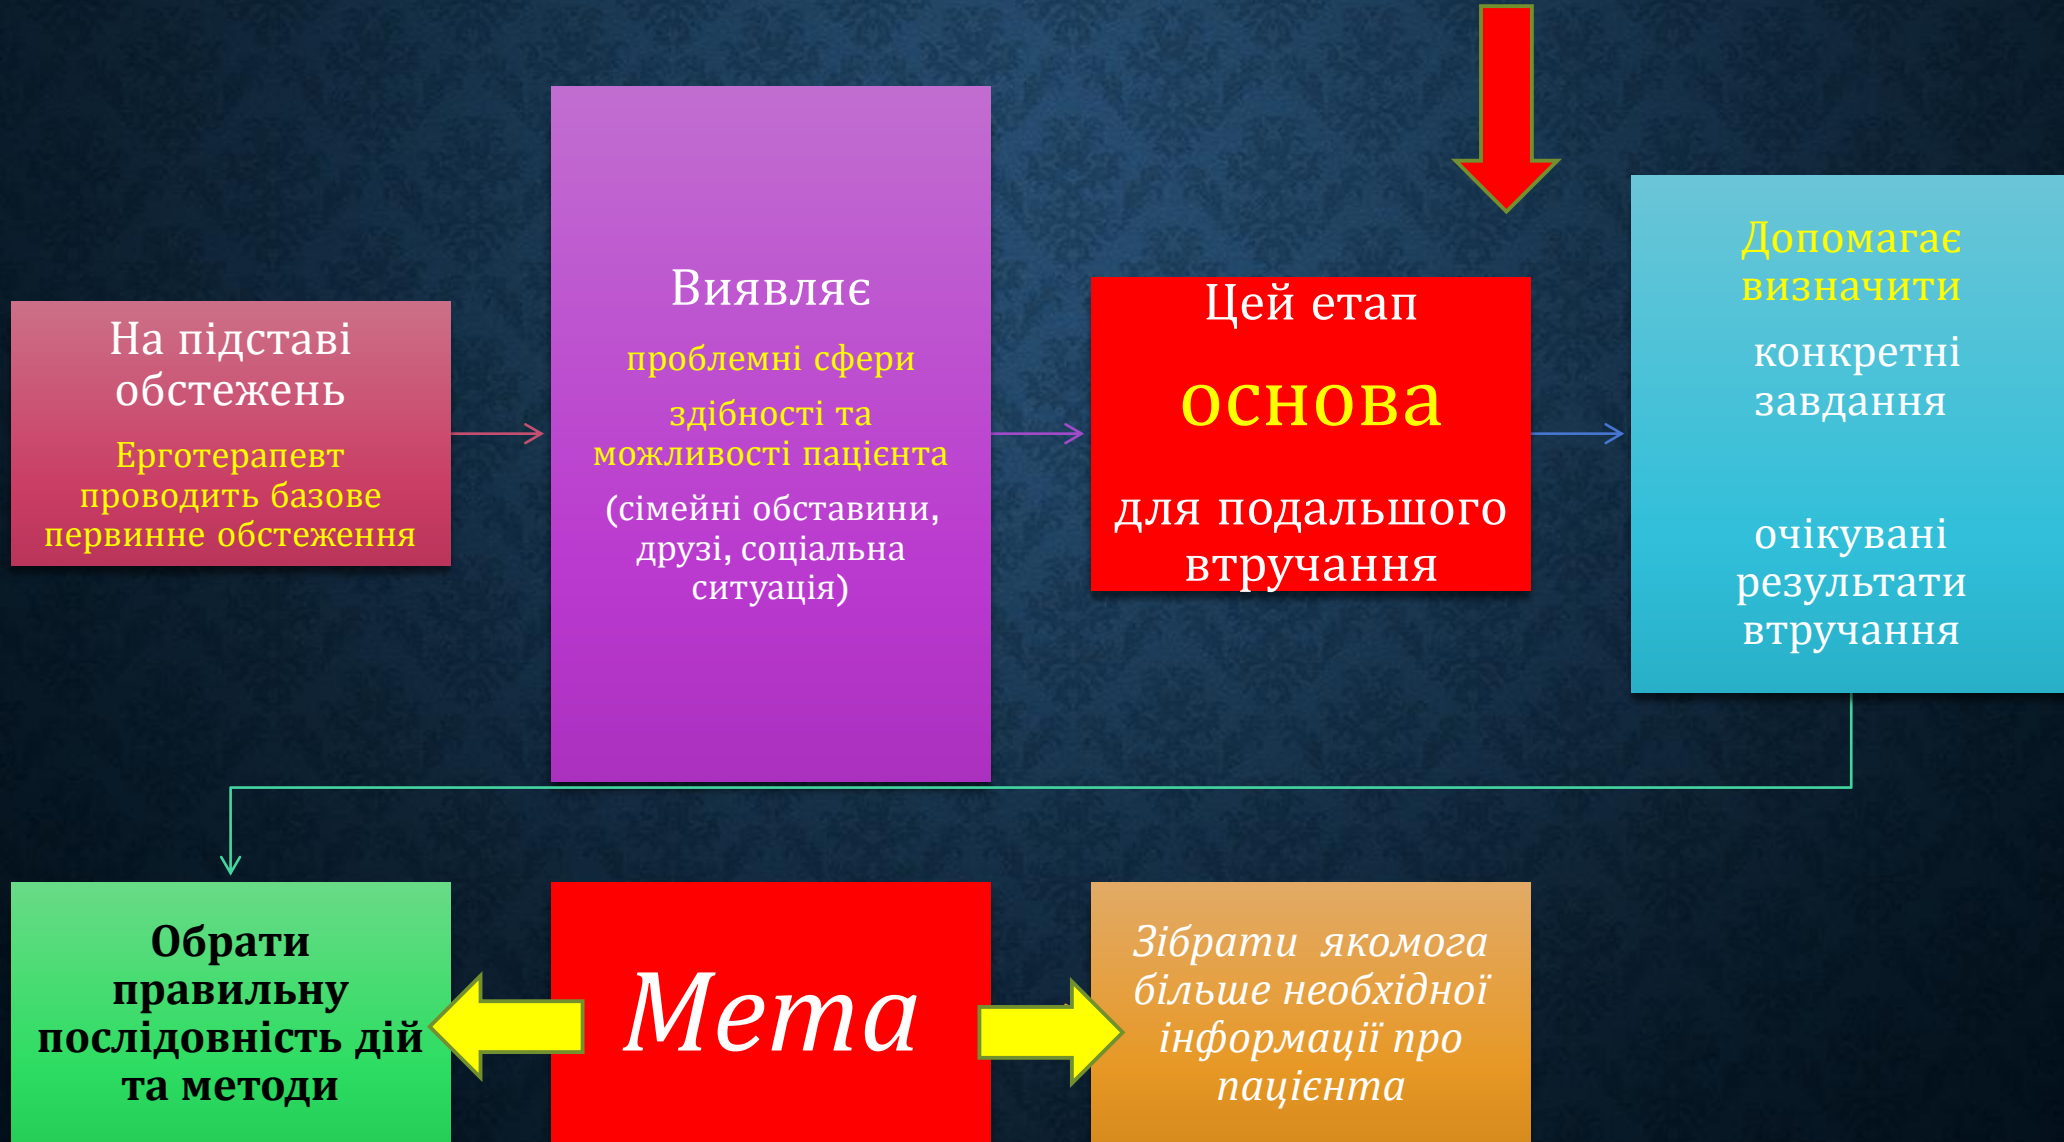 На підставі
обстежень
Ерготерапевт
проводить базове
первинне обстеження
Виявляє
проблемні сфери
здібності та
можливості пацієнта
(сімейні обставини,
друзі, соціальна
ситуація)
Цей етап
основа
для подальшого
втручання
Допомагає
визначити
конкретні
завдання
очікувані
результати
втручання
Обрати
правильну
послідовність дій
та методи
Мета
Зібрати якомога
більше необхідної
інформації про
пацієнта